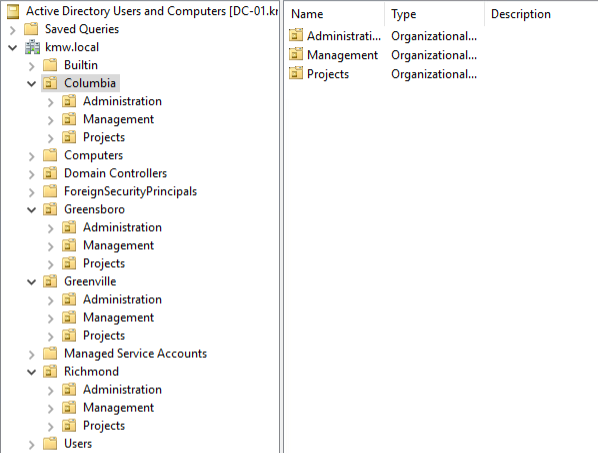 Active Directory Users and Computers [DC-01.kr
Saved Queries
kmw.local
Builtin
Columbia
Administration
Management
Projects
Computers
Domain Controllers
ForeignSecurityPrincipals
Greensboro
Administration
Management
Projects
Greenville
Administration
Management
Projects
Managed Service Accounts
Richmond
Administration
Management
Projects
Users
Name Type Description
Administrati... Organizational...
Management Organizational...
Projects Organizational...